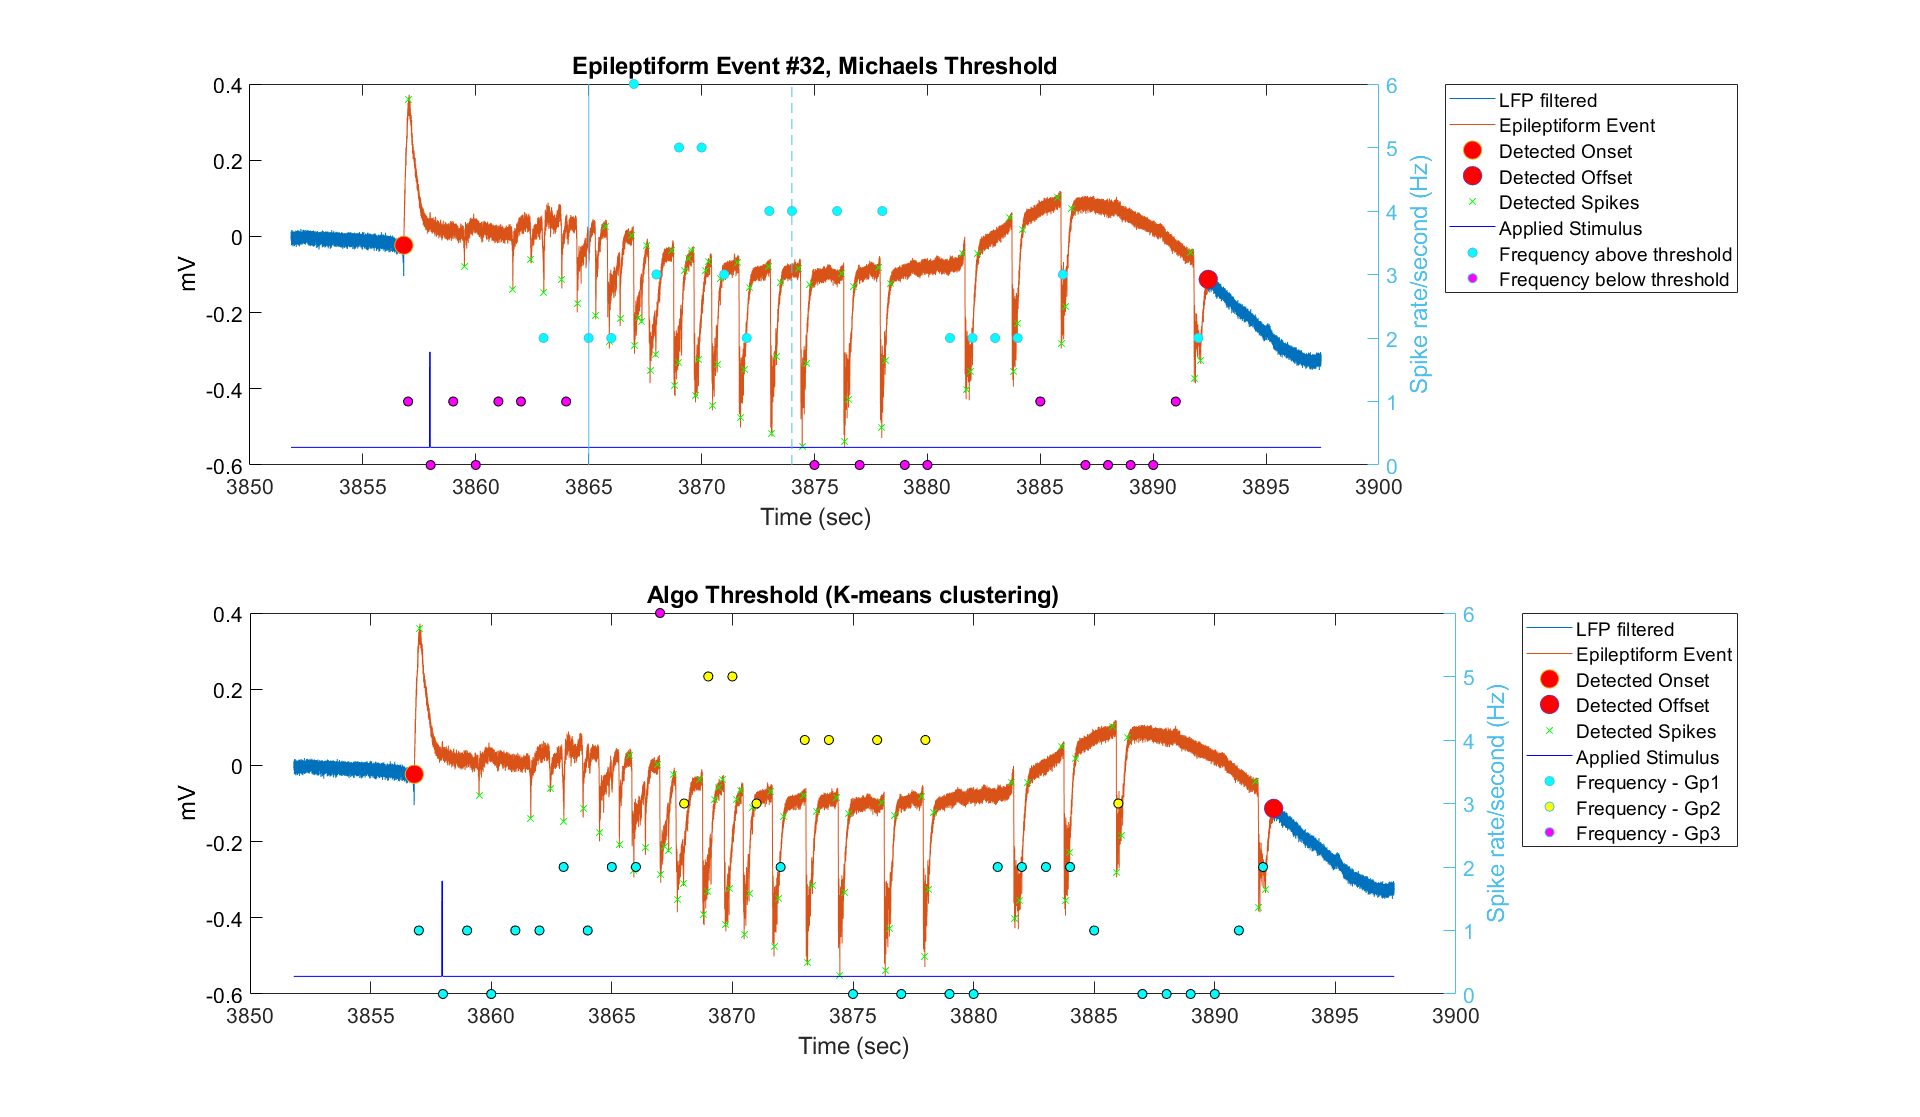 Epileptiform Event #32, Michaels Threshold
0.4
0.2
0
-0.2
-0.4
-0.6
mV
3850 3855 3860 3865 3870 3875 3880 3885 3890 3895 3900
Time (sec)
6
5
4
3
2
1
0
Spike rate/second (Hz)
LFP filtered
Epileptiform Event
Detected Onset
Detected Offset
Detected Spikes
Applied Stimulus
Frequency above threshold
Frequency below threshold
Algo Threshold (K-means clustering)
0.4
0.2
0
-0.2
-0.4
-0.6
mV
3850 3855 3860 3865 3870 3875 3880 3885 3890 3895 3900
Time (sec)
6
5
4
3
2
1
0
Spike rate/second (Hz)
LFP filtered
Epileptiform Event
Detected Onset
Detected Offset
Detected Spikes
Applied Stimulus
Frequency - Gp1
Frequency - Gp2
Frequency - Gp3